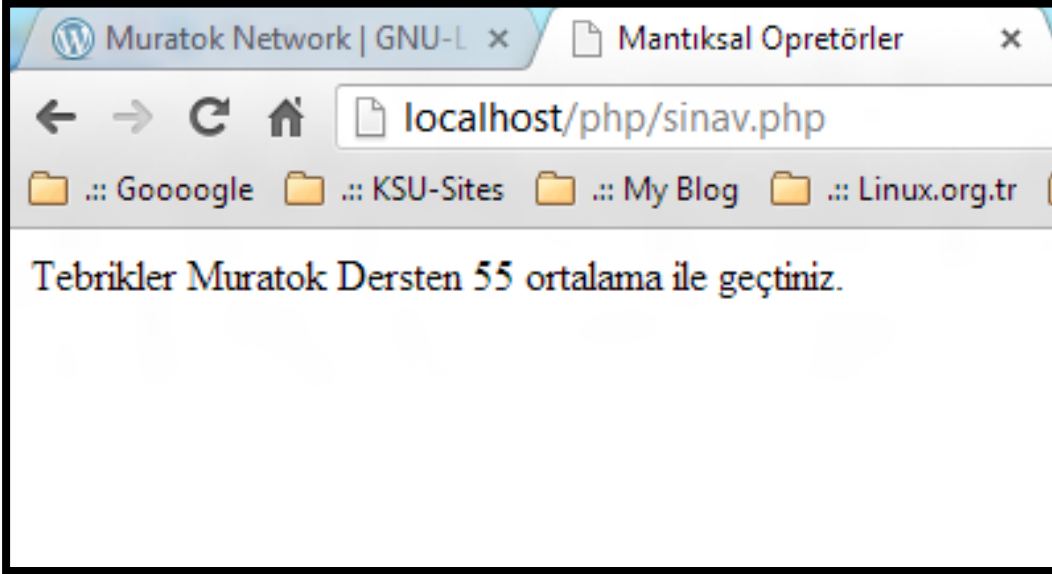 Muratok Network | GNU-L
Mantıksal Opretörler
localhost/php/sinav.php
.:: Goooogle .:: KSU-Sites .:: My Blog .:: Linux.org.tr
Tebrikler Muratok Dersten 55 ortalama ile geçtiniz.